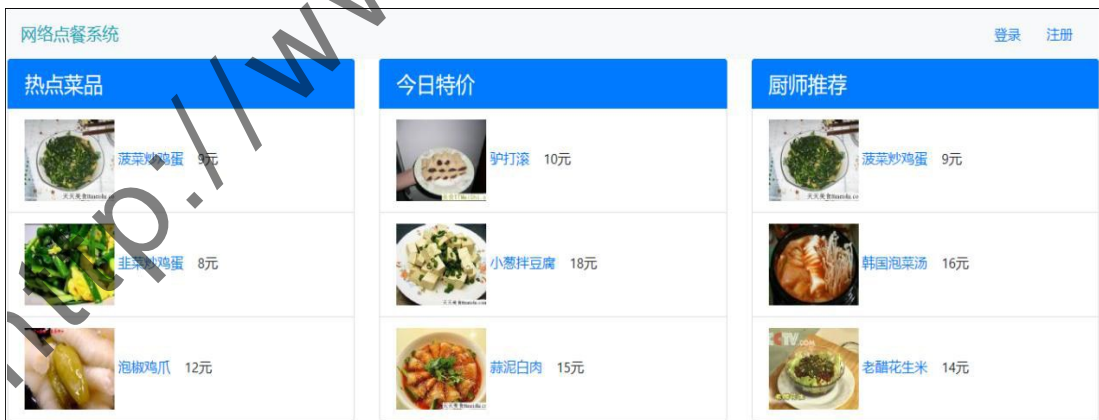 网络点餐系统
登录 注册
热点菜品
菠菜炒鸡蛋 9元
韭菜炒鸡蛋 8元
泡椒鸡爪 12元
今日特价
驴打滚 10元
小葱拌豆腐 18元
蒜泥白肉 15元
厨师推荐
菠菜炒鸡蛋 9元
韩国泡菜汤 16元
老醋花生米 14元
http://w